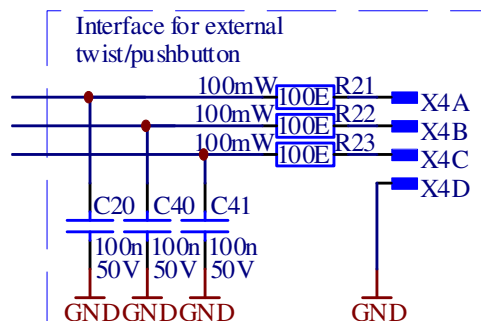 Interface for external
twist/pushbutton
100mW 100E R21 X4A
100mW 100E R22 X4B
100mW 100E R23 X4C
X4D
C20 C40 C41
100n 100n 100n
50V 50V 50V
GND GND GND GND